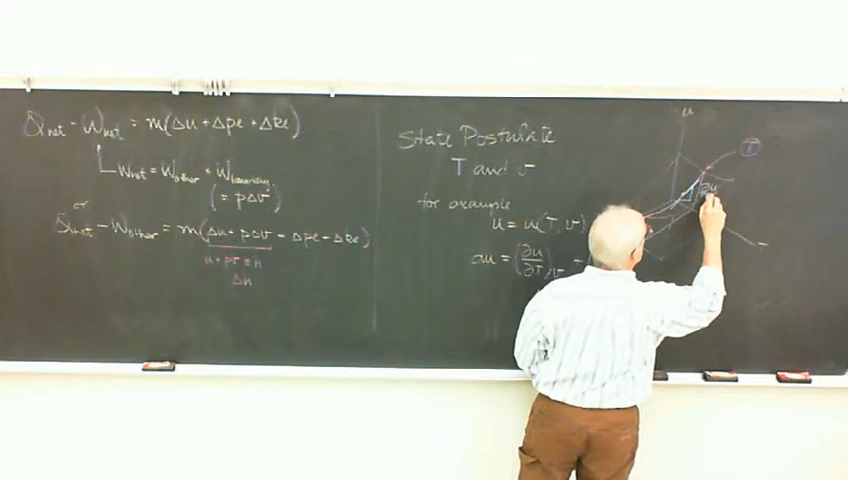 Qnet - Wnet = m(Δu + Δpe + Δke)
Wnet = Wother + Wboundary
(= pΔv)
or
Qnet - Wother = m(Δu + pΔv + Δpe + Δke)
u + pv ≡ h
Δh
State Postulate
T and v
for example
u = u(T, v)
du = (∂u/∂T)v +
u
∂u
v